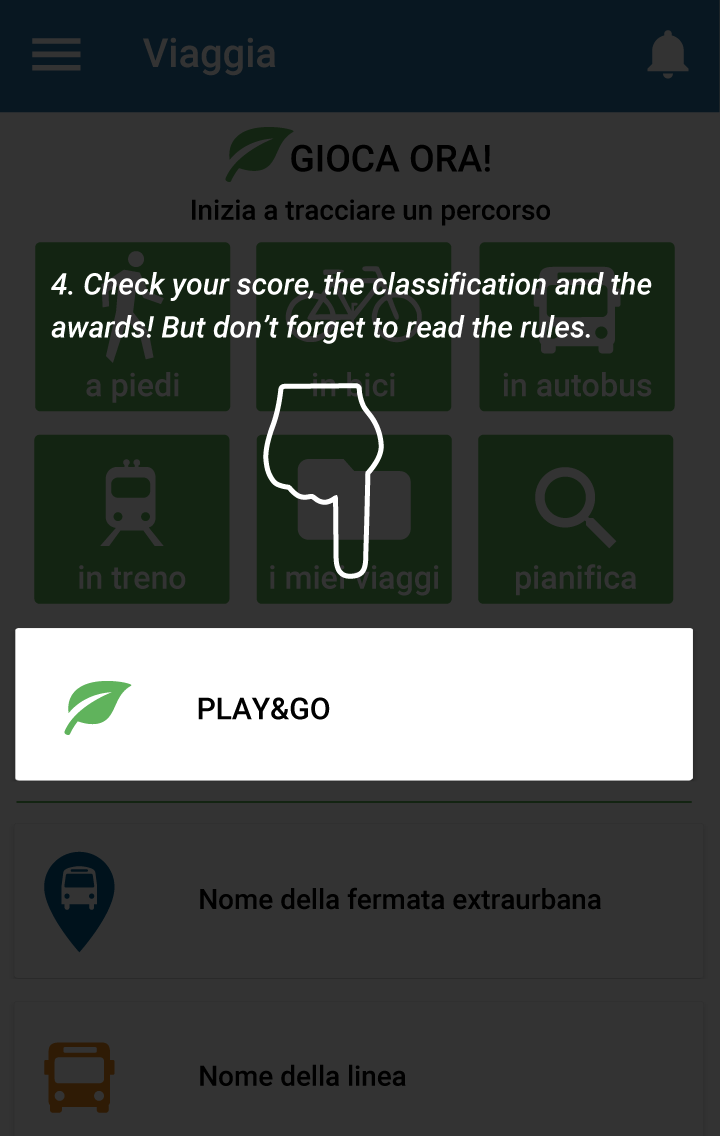 Viaggia
GIOCA ORA!
Inizia a tracciare un percorso
4. Check your score, the classification and the
awards! But don’t forget to read the rules.
a piedi
in bici
in autobus
in treno
i miei viaggi
pianifica
PLAY&GO
Nome della fermata extraurbana
Nome della linea